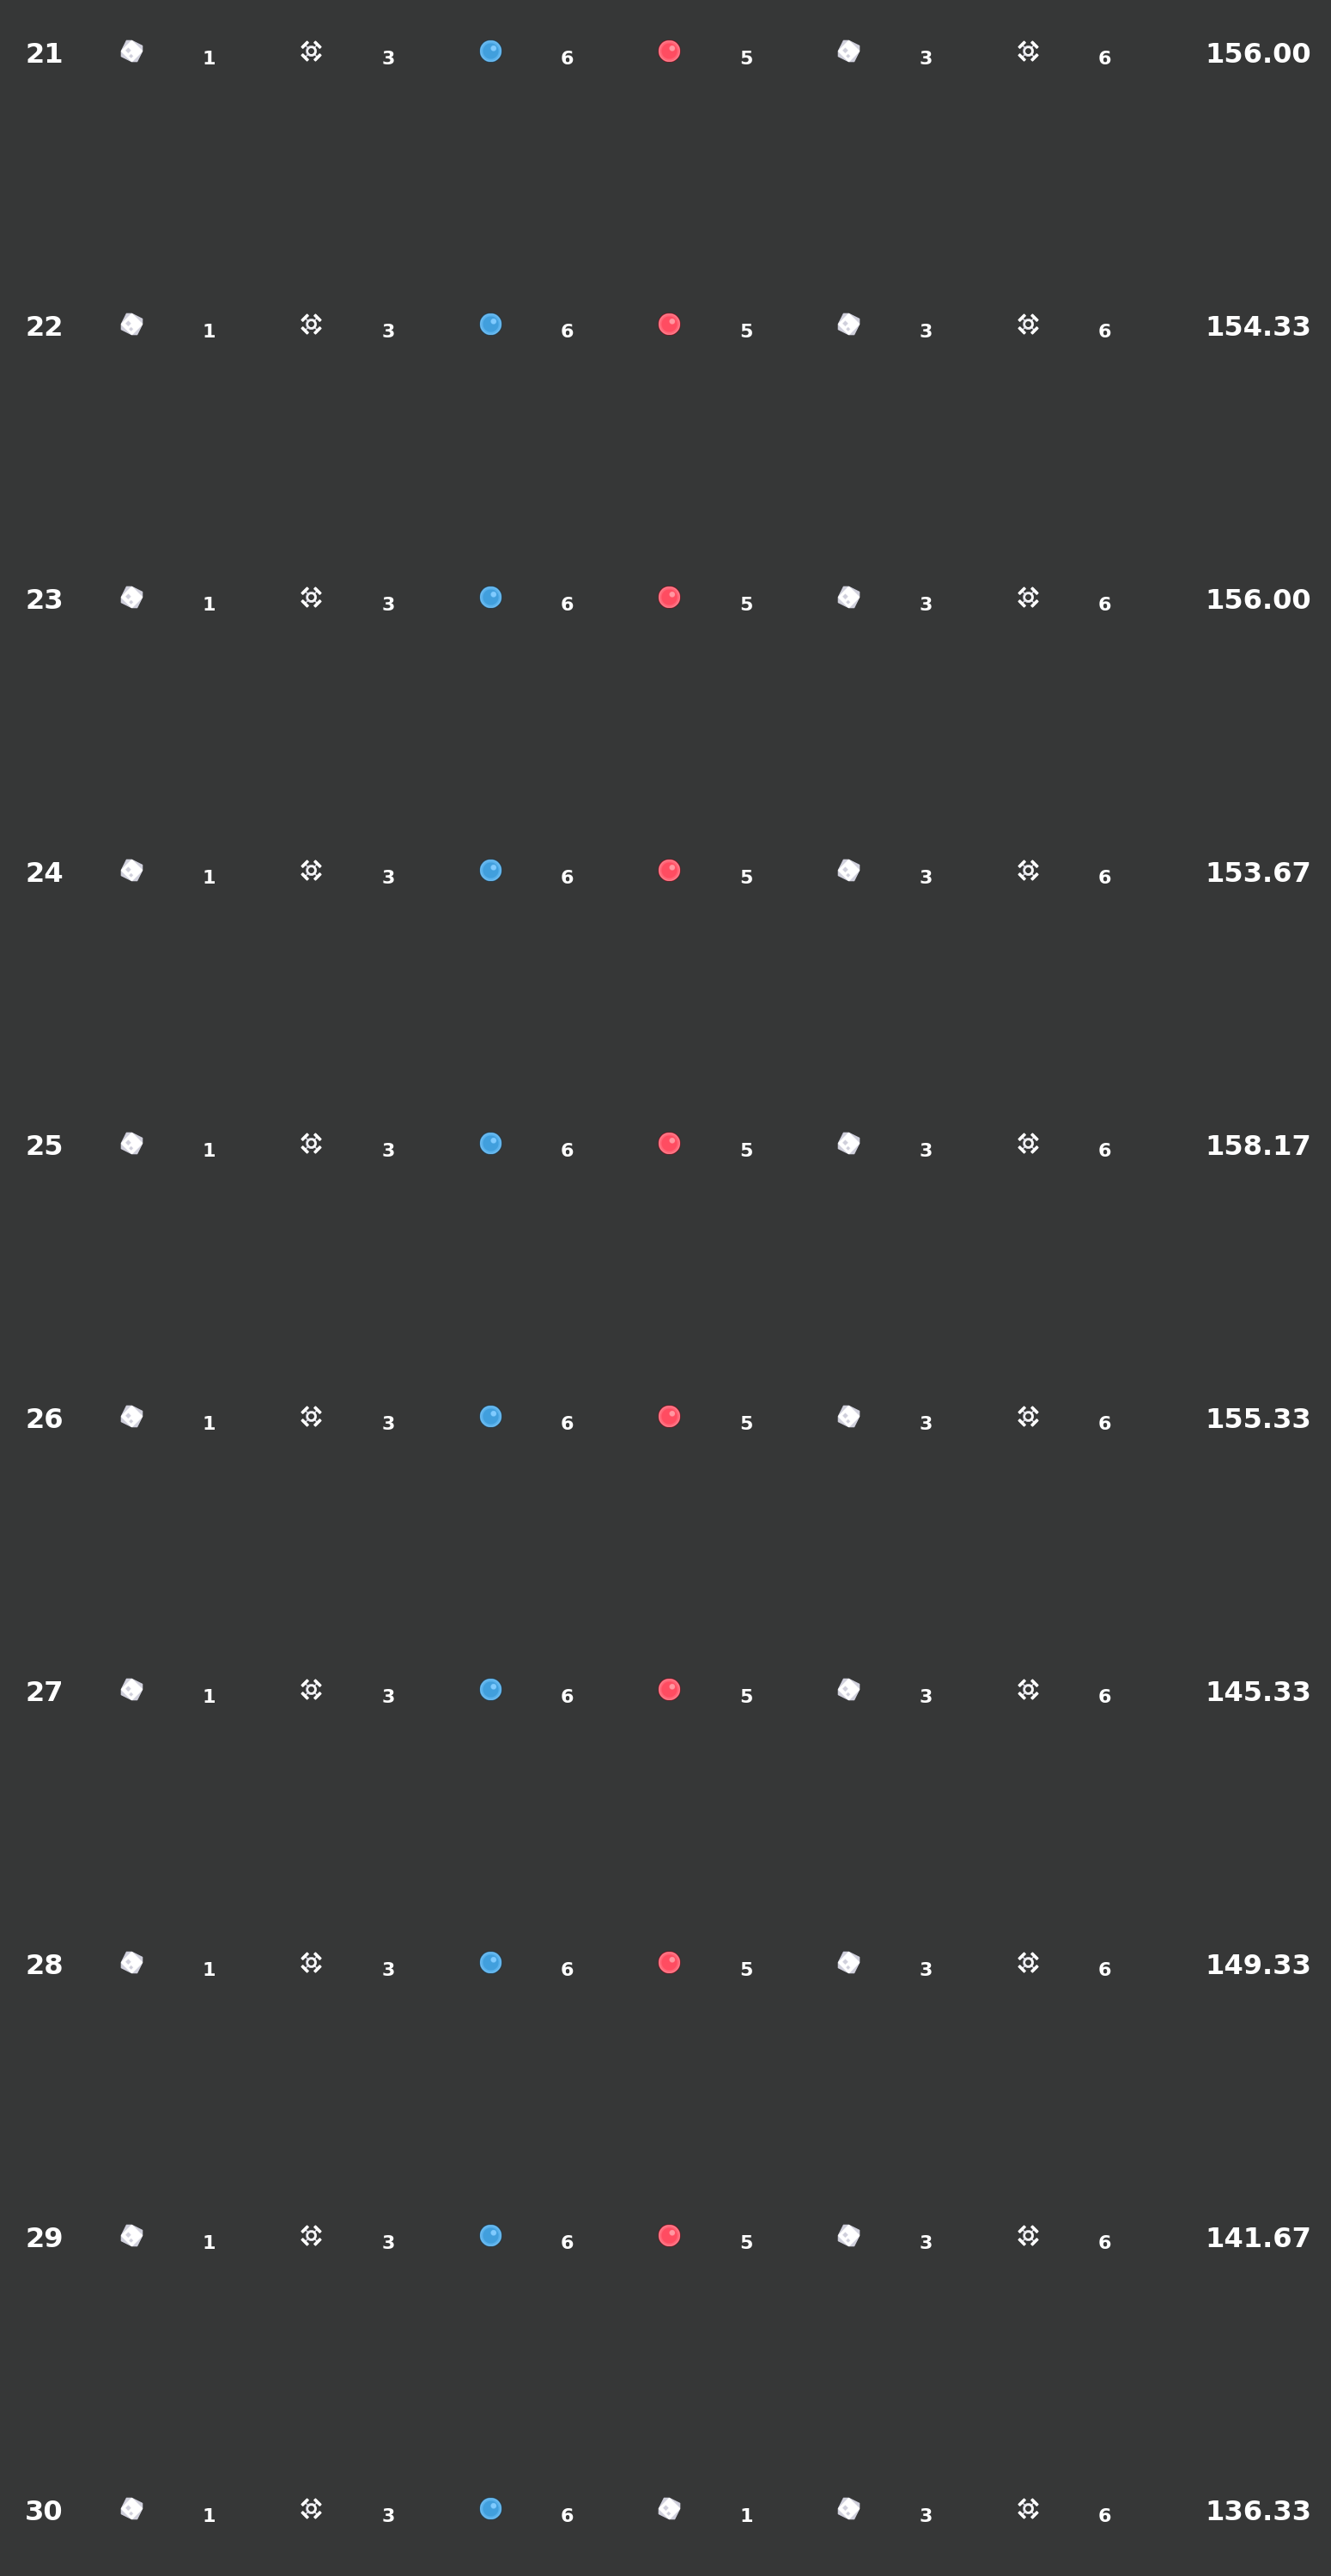 21 1 3 6 5 3 6 156.00
22 1 3 6 5 3 6 154.33
23 1 3 6 5 3 6 156.00
24 1 3 6 5 3 6 153.67
25 1 3 6 5 3 6 158.17
26 1 3 6 5 3 6 155.33
27 1 3 6 5 3 6 145.33
28 1 3 6 5 3 6 149.33
29 1 3 6 5 3 6 141.67
30 1 3 6 1 3 6 136.33